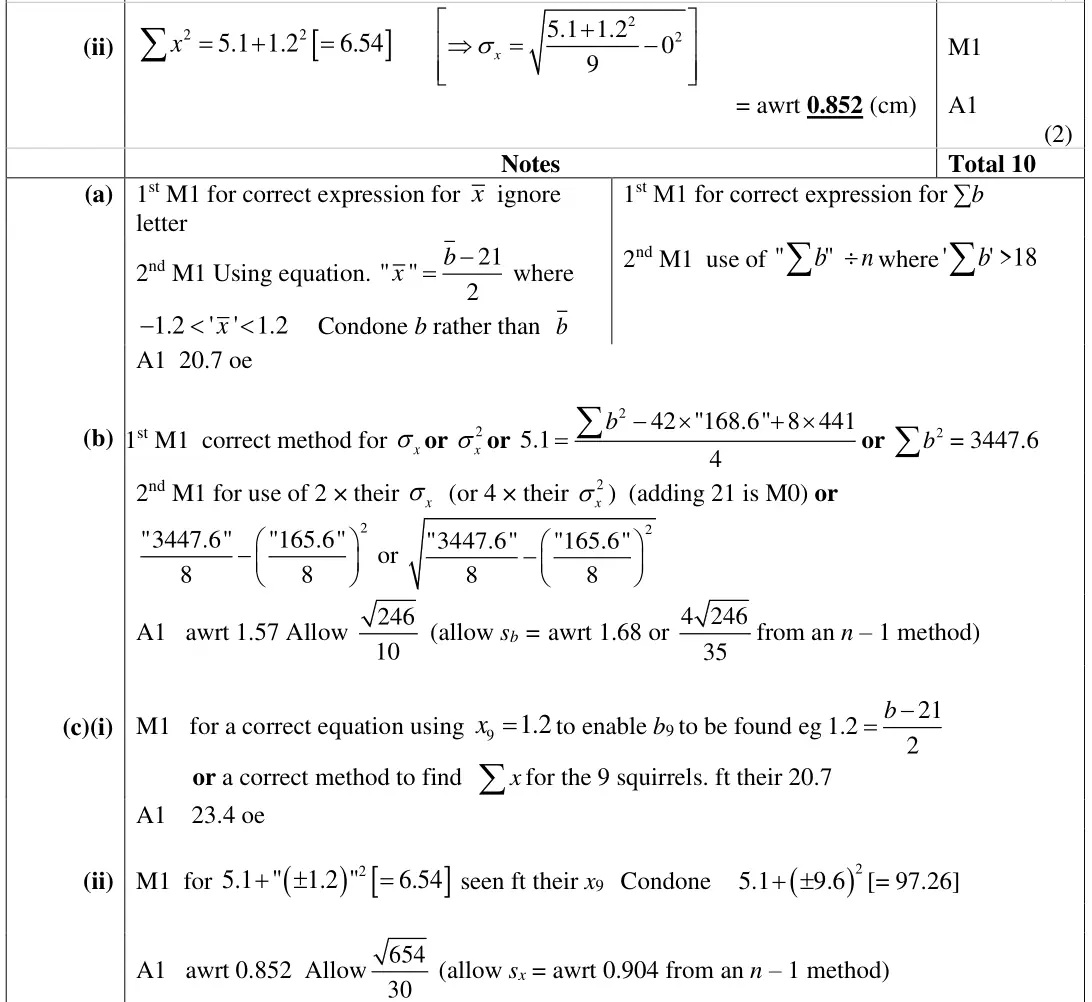 (ii) ∑x² = 5.1+1.2² [= 6.54] [⇒ σₓ = √((5.1+1.2²)/9 − 0²)] M1
= awrt 0.852 (cm) A1
(2)
Notes Total 10
(a) 1st M1 for correct expression for x̄ ignore
letter
2nd M1 Using equation. "x̄" = (b̄ − 21)/2 where
−1.2 < 'x̄' < 1.2 Condone b rather than b̄
1st M1 for correct expression for ∑b
2nd M1 use of "∑b" ÷ n where '∑b' >18
A1 20.7 oe
(b) 1st M1 correct method for σₓ or σₓ² or 5.1 = (∑b² − 42×"168.6" + 8×441)/4 or ∑b² = 3447.6
2nd M1 for use of 2 × their σₓ (or 4 × their σₓ²) (adding 21 is M0) or
"3447.6"/8 − ("165.6"/8)² or √("3447.6"/8 − ("165.6"/8)²)
A1 awrt 1.57 Allow √246/10 (allow s_b = awrt 1.68 or 4√246/35 from an n – 1 method)
(c)(i) M1 for a correct equation using x₉ = 1.2 to enable b₉ to be found eg 1.2 = (b − 21)/2
or a correct method to find ∑x for the 9 squirrels. ft their 20.7
A1 23.4 oe
(ii) M1 for 5.1+"(±1.2)"² [= 6.54] seen ft their x₉ Condone 5.1+(±9.6)² [= 97.26]
A1 awrt 0.852 Allow √654/30 (allow sₓ = awrt 0.904 from an n – 1 method)